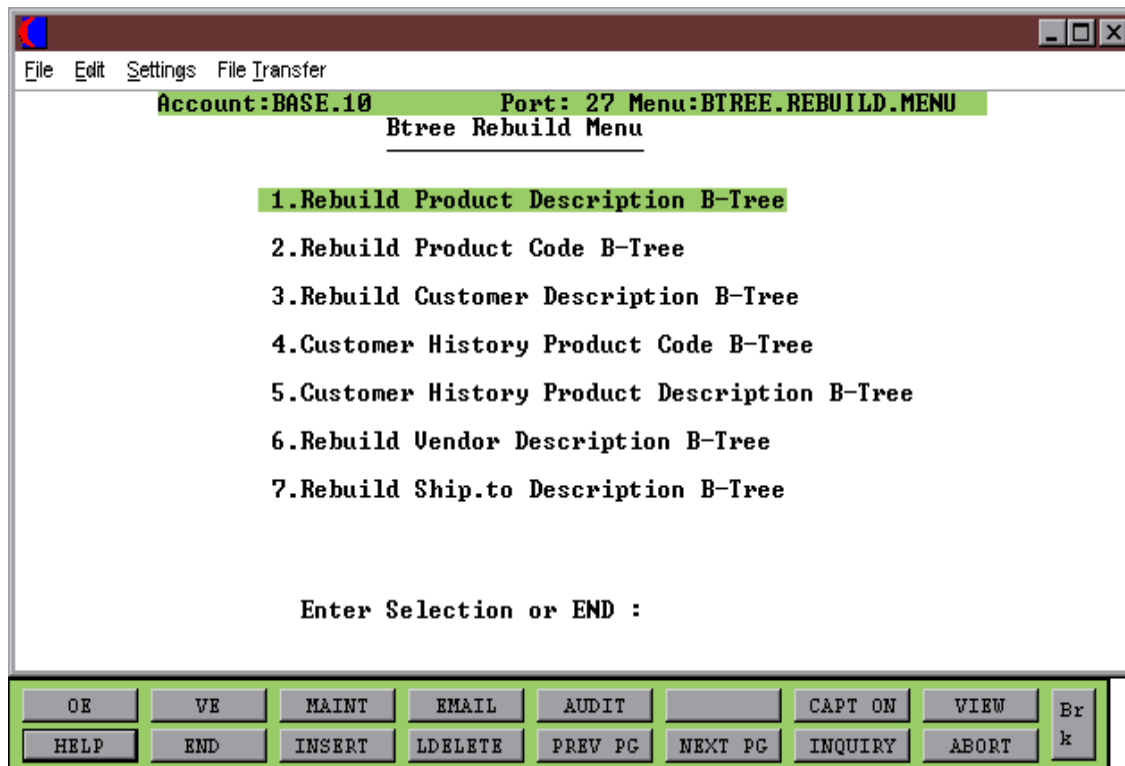 File Edit Settings File Transfer
Account:BASE.10 Port: 27 Menu:BTREE.REBUILD.MENU
Btree Rebuild Menu
1.Rebuild Product Description B-Tree
2.Rebuild Product Code B-Tree
3.Rebuild Customer Description B-Tree
4.Customer History Product Code B-Tree
5.Customer History Product Description B-Tree
6.Rebuild Vendor Description B-Tree
7.Rebuild Ship.to Description B-Tree
Enter Selection or END :
OE VE MAINT EMAIL AUDIT CAPT ON VIEW Br
HELP END INSERT LDELETE PREV PG NEXT PG INQUIRY ABORT k